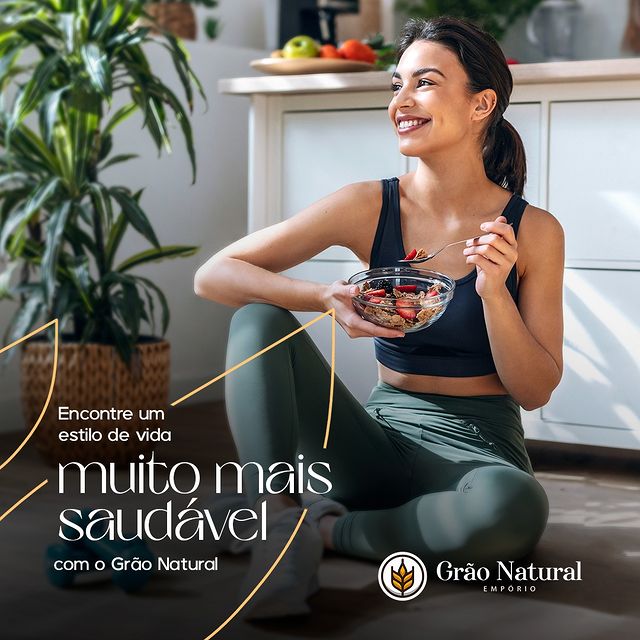 Encontre um
estilo de vida
muito mais
saudável
com o Grão Natural
Grão Natural
EMPÓRIO